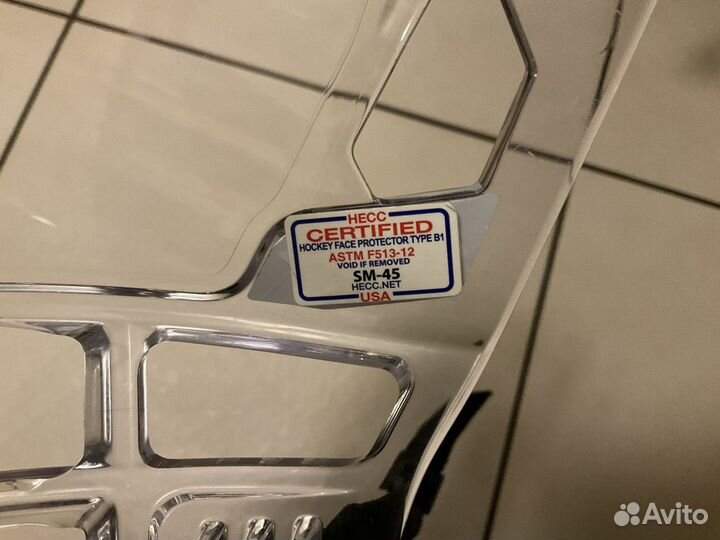 HECC
CERTIFIED
HOCKEY FACE PROTECTOR TYPE B1
ASTM F513-12
VOID IF REMOVED
SM-45
HECC.NET
USA
Avito